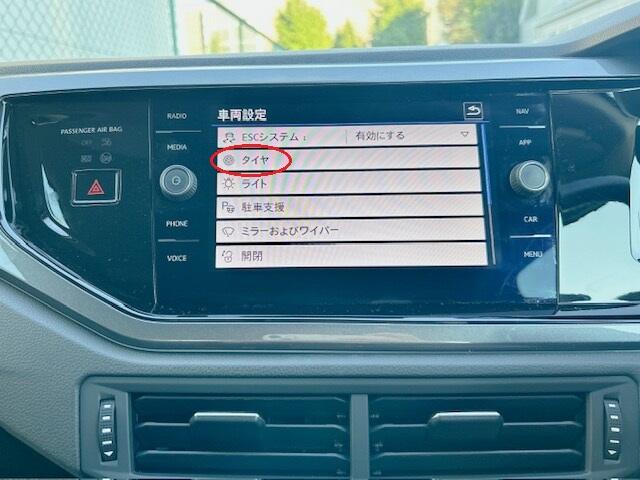 PASSENGER AIR BAG
OFF
RADIO
MEDIA
PHONE
VOICE
車両設定
ESCシステム : 有効にする
タイヤ
ライト
駐車支援
ミラーおよびワイパー
開閉
NAV
APP
CAR
MENU